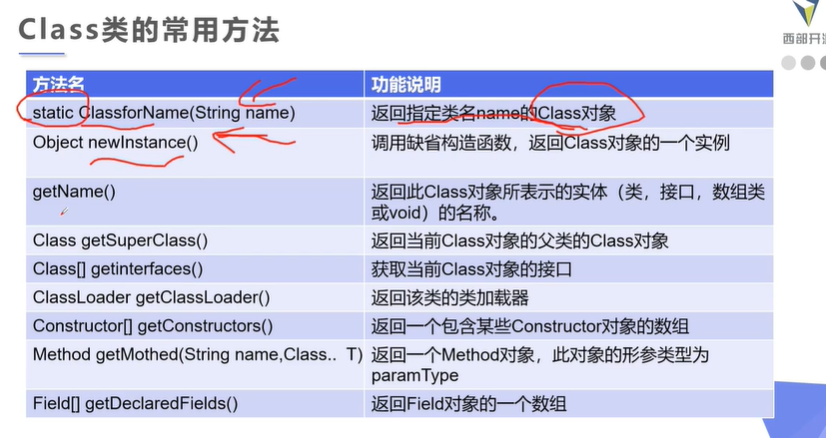 Class类的常用方法
西部开源
方法名 功能说明
static ClassforName(String name) 返回指定类名name的Class对象
Object newInstance() 调用缺省构造函数，返回Class对象的一个实例
getName() 返回此Class对象所表示的实体（类，接口，数组类
或void）的名称。
Class getSuperClass() 返回当前Class对象的父类的Class对象
Class[] getinterfaces() 获取当前Class对象的接口
ClassLoader getClassLoader() 返回该类的类加载器
Constructor[] getConstructors() 返回一个包含某些Constructor对象的数组
Method getMothed(String name,Class.. T) 返回一个Method对象，此对象的形参类型为
paramType
Field[] getDeclaredFields() 返回Field对象的一个数组